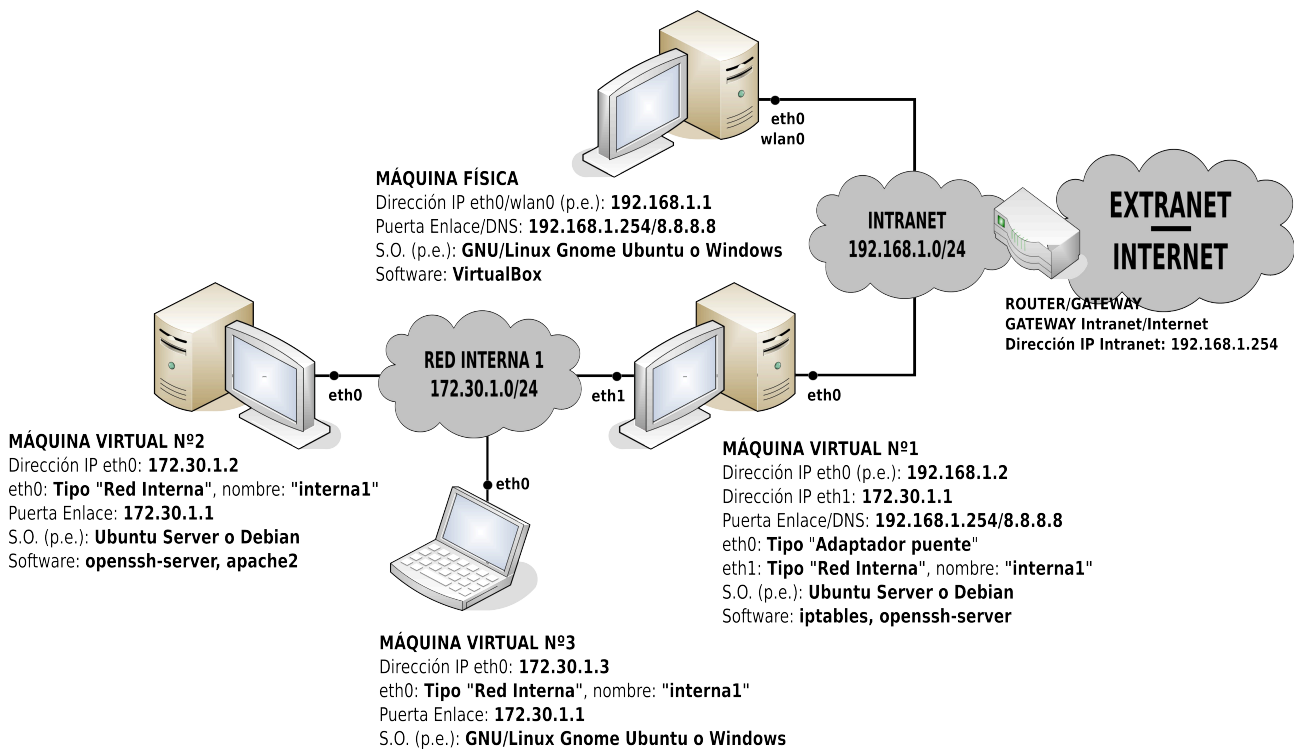 eth0
wlan0
MÁQUINA FÍSICA
Dirección IP eth0/wlan0 (p.e.): 192.168.1.1
Puerta Enlace/DNS: 192.168.1.254/8.8.8.8
S.O. (p.e.): GNU/Linux Gnome Ubuntu o Windows
Software: VirtualBox
INTRANET
192.168.1.0/24
EXTRANET
INTERNET
ROUTER/GATEWAY
GATEWAY Intranet/Internet
Dirección IP Intranet: 192.168.1.254
RED INTERNA 1
172.30.1.0/24
eth0
eth1
eth0
eth0
MÁQUINA VIRTUAL Nº2
Dirección IP eth0: 172.30.1.2
eth0: Tipo "Red Interna", nombre: "interna1"
Puerta Enlace: 172.30.1.1
S.O. (p.e.): Ubuntu Server o Debian
Software: openssh-server, apache2
MÁQUINA VIRTUAL Nº1
Dirección IP eth0 (p.e.): 192.168.1.2
Dirección IP eth1: 172.30.1.1
Puerta Enlace/DNS: 192.168.1.254/8.8.8.8
eth0: Tipo "Adaptador puente"
eth1: Tipo "Red Interna", nombre: "interna1"
S.O. (p.e.): Ubuntu Server o Debian
Software: iptables, openssh-server
MÁQUINA VIRTUAL Nº3
Dirección IP eth0: 172.30.1.3
eth0: Tipo "Red Interna", nombre: "interna1"
Puerta Enlace: 172.30.1.1
S.O. (p.e.): GNU/Linux Gnome Ubuntu o Windows